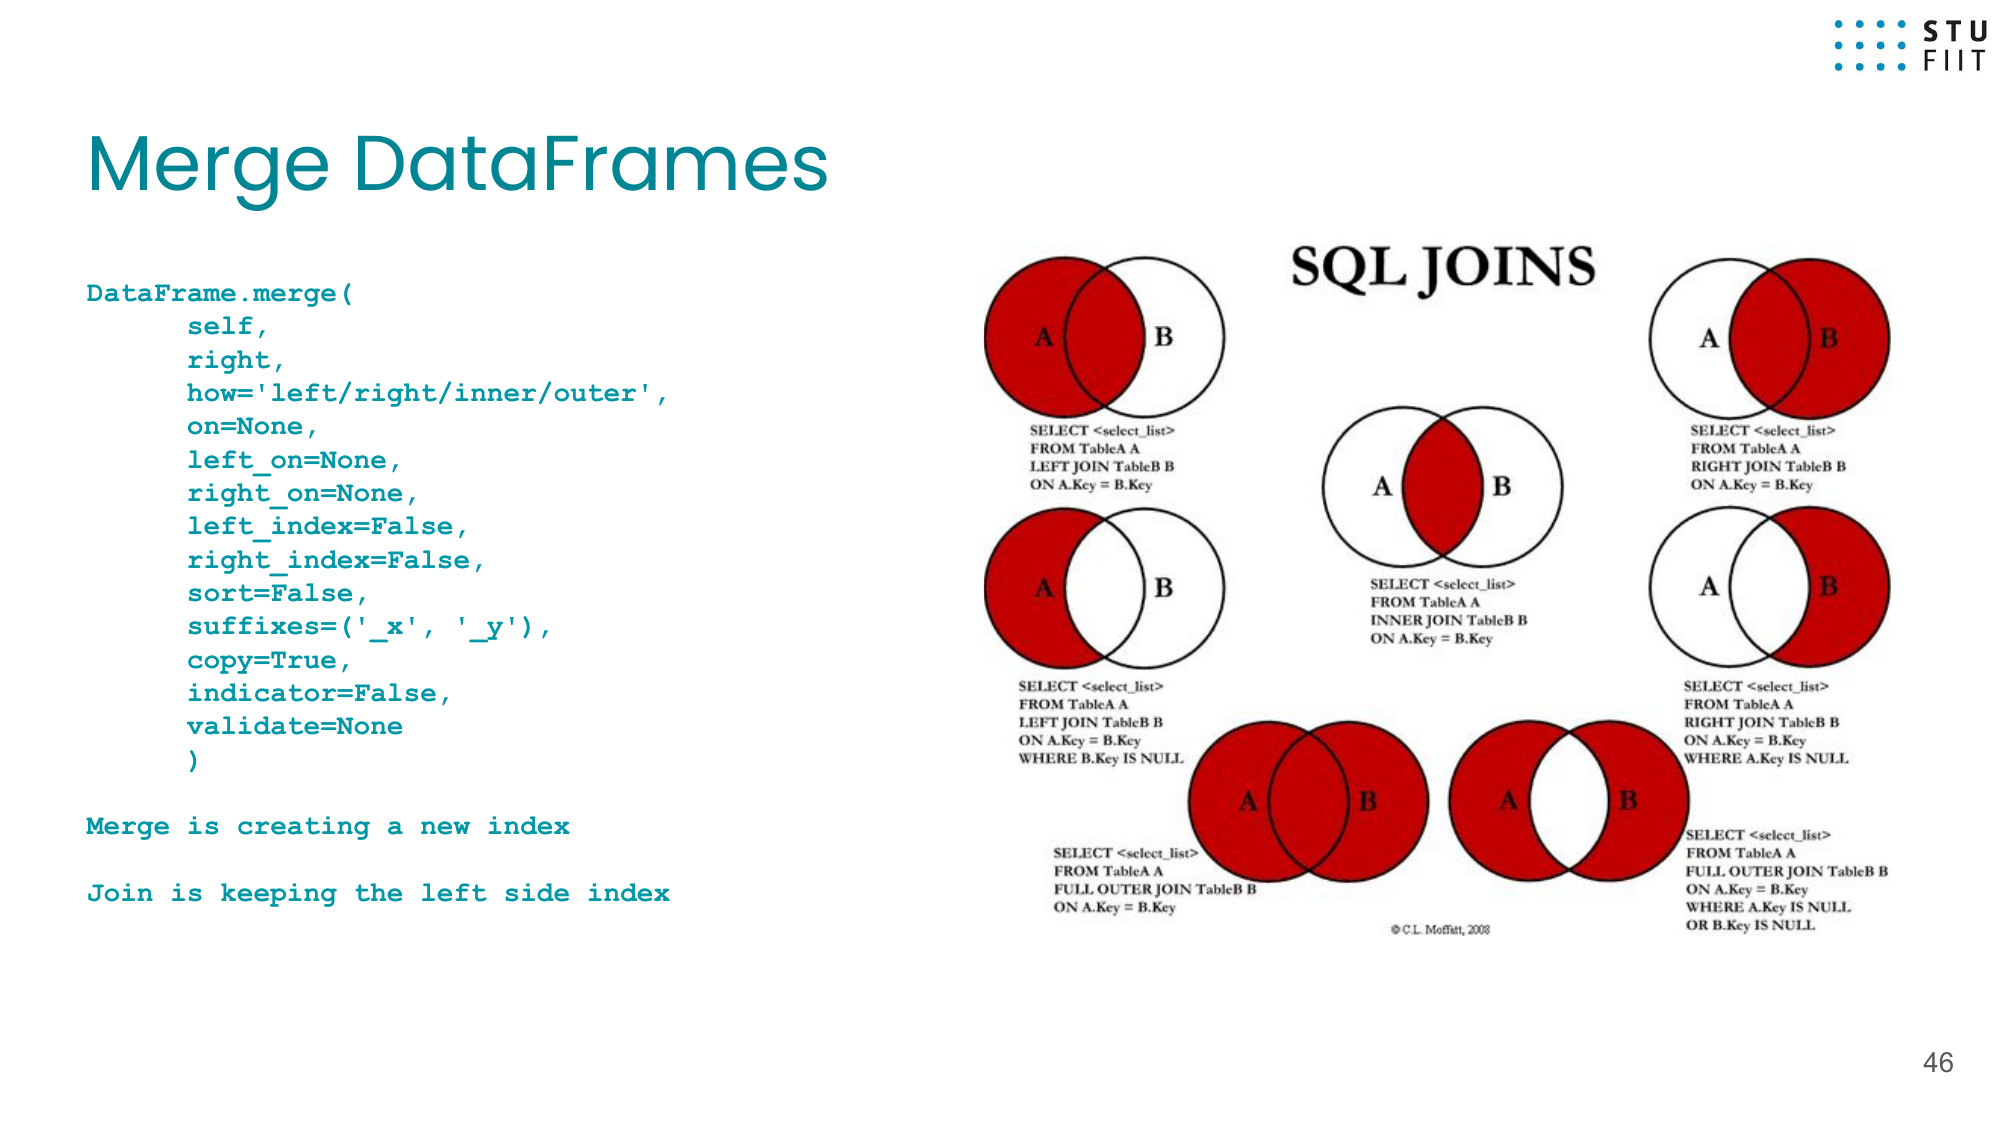 STU
FIIT
Merge DataFrames
DataFrame.merge(
self,
right,
how='left/right/inner/outer',
on=None,
left_on=None,
right_on=None,
left_index=False,
right_index=False,
sort=False,
suffixes=('_x', '_y'),
copy=True,
indicator=False,
validate=None
)
Merge is creating a new index
Join is keeping the left side index
SQL JOINS
A B
SELECT <select_list>
FROM TableA A
LEFT JOIN TableB B
ON A.Key = B.Key
A B
SELECT <select_list>
FROM TableA A
RIGHT JOIN TableB B
ON A.Key = B.Key
A B
SELECT <select_list>
FROM TableA A
INNER JOIN TableB B
ON A.Key = B.Key
A B
SELECT <select_list>
FROM TableA A
LEFT JOIN TableB B
ON A.Key = B.Key
WHERE B.Key IS NULL
A B
SELECT <select_list>
FROM TableA A
RIGHT JOIN TableB B
ON A.Key = B.Key
WHERE A.Key IS NULL
A B
SELECT <select_list>
FROM TableA A
FULL OUTER JOIN TableB B
ON A.Key = B.Key
A B
SELECT <select_list>
FROM TableA A
FULL OUTER JOIN TableB B
ON A.Key = B.Key
WHERE A.Key IS NULL
OR B.Key IS NULL
© C.L. Moffatt, 2008
46